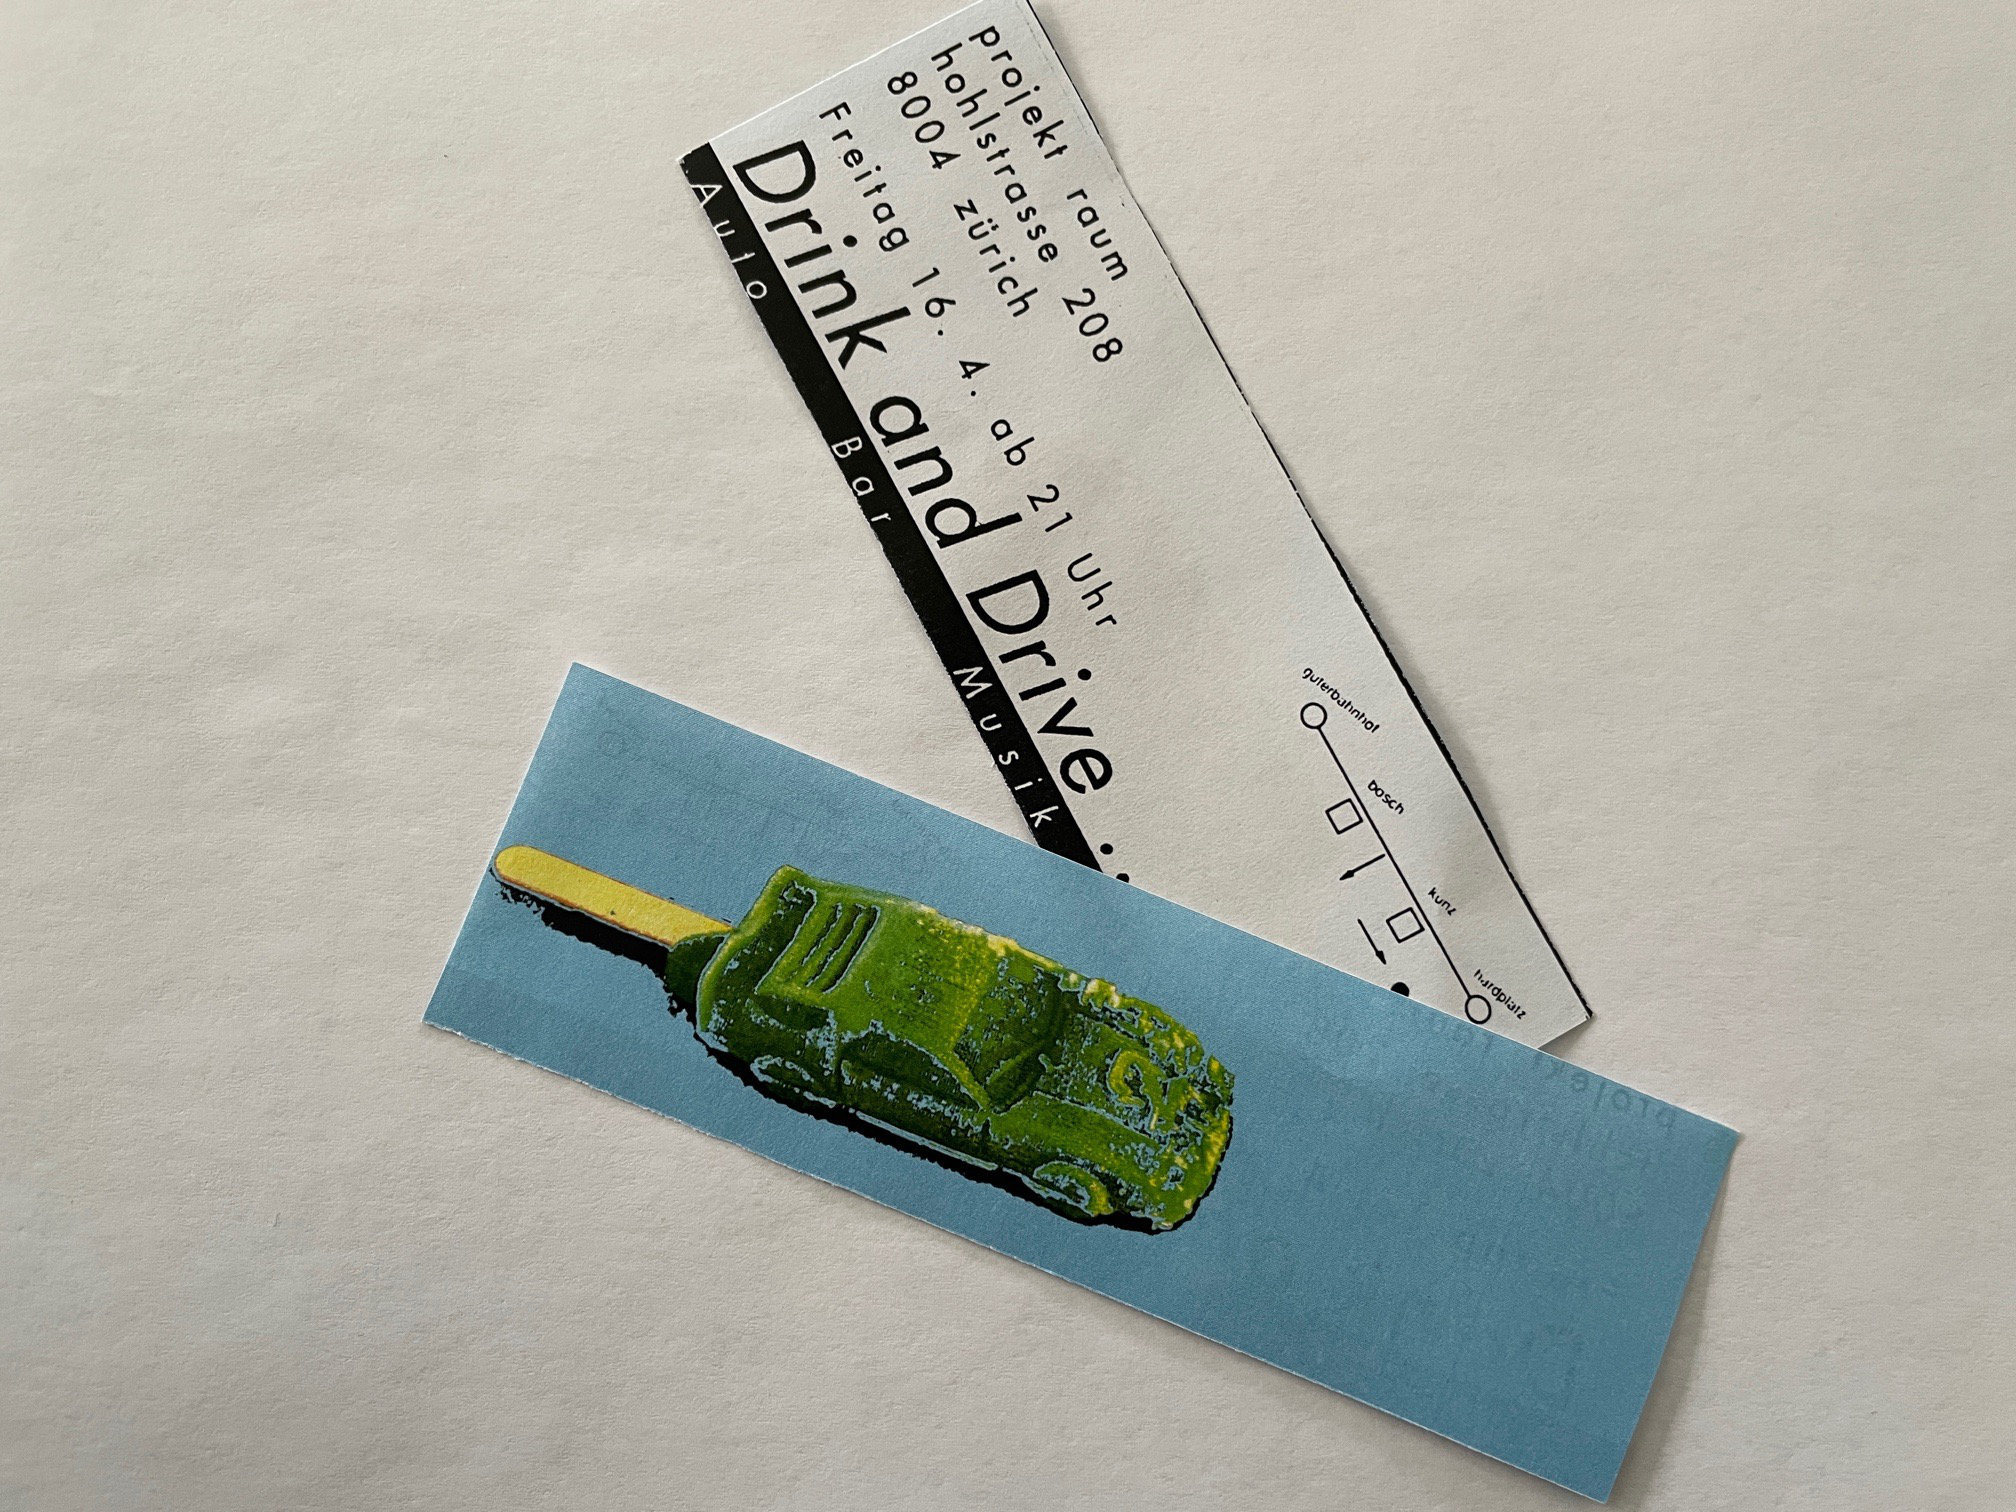 projekt raum
hohlstrasse 208
8004 zürich
Freitag 16. 4. ab 21 Uhr
Drink and Drive
Auto Bar Musik
güterbahnhof
bosch
kunz
hardplatz